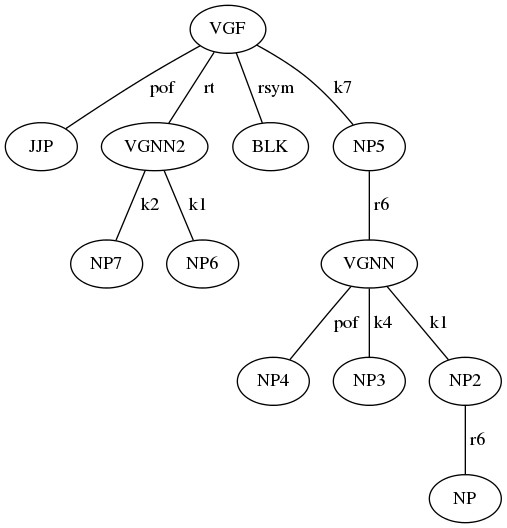 VGF
pof rt rsym k7
JJP VGNN2 BLK NP5
k2 k1 r6
NP7 NP6 VGNN
pof k4 k1
NP4 NP3 NP2
r6
NP